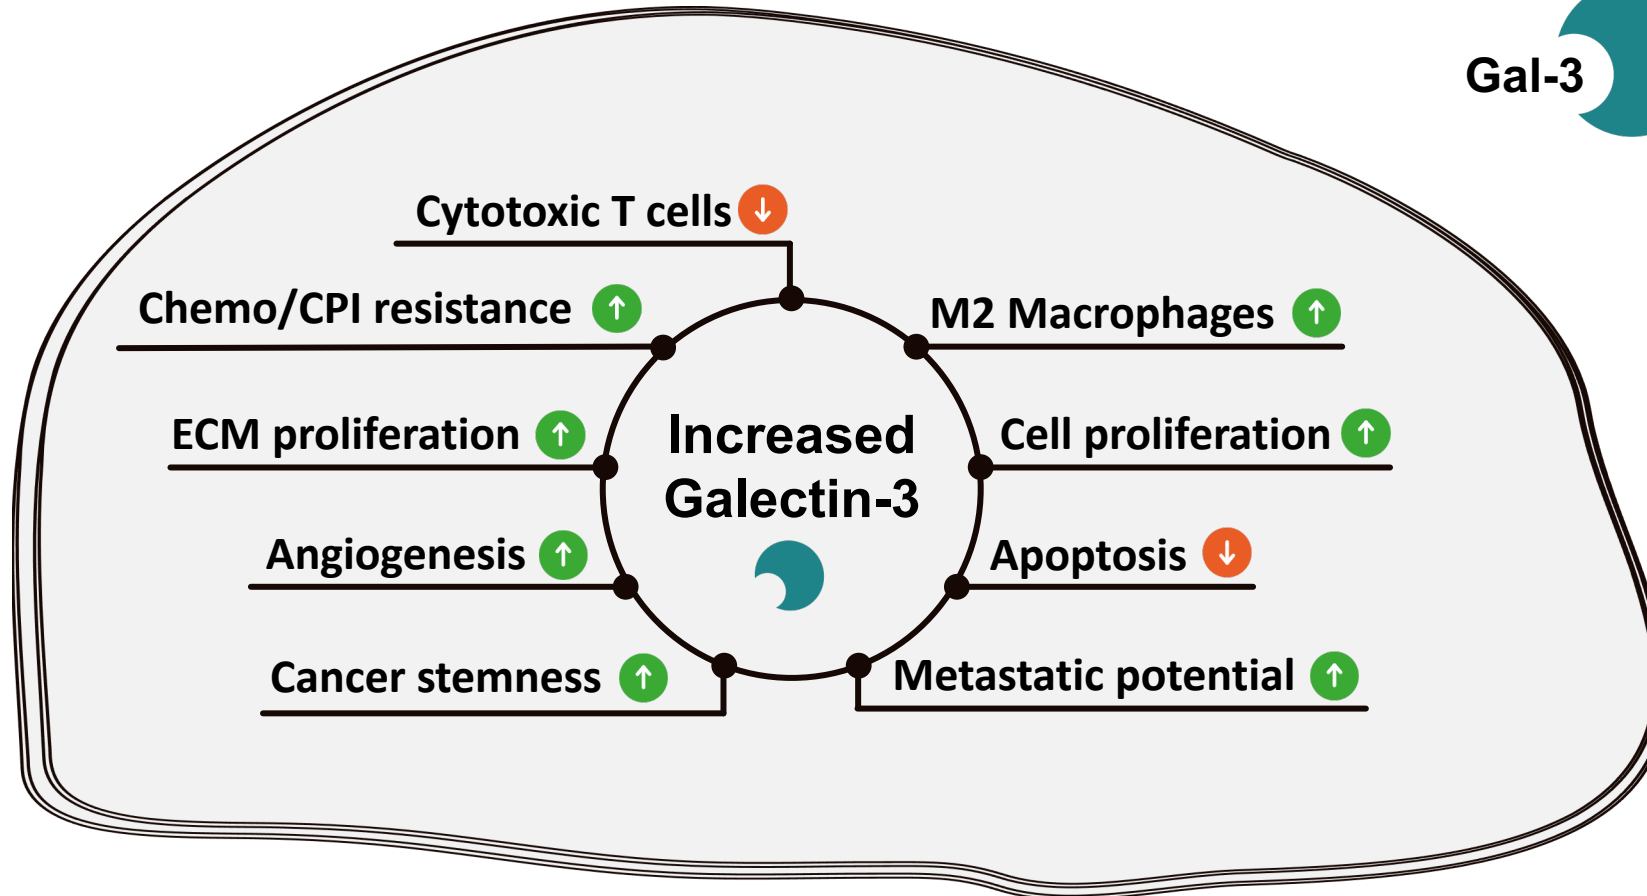 Gal-3
Cytotoxic T cells
Chemo/CPI resistance
M2 Macrophages
ECM proliferation
Increased
Galectin-3
Cell proliferation
Angiogenesis
Apoptosis
Cancer stemness
Metastatic potential